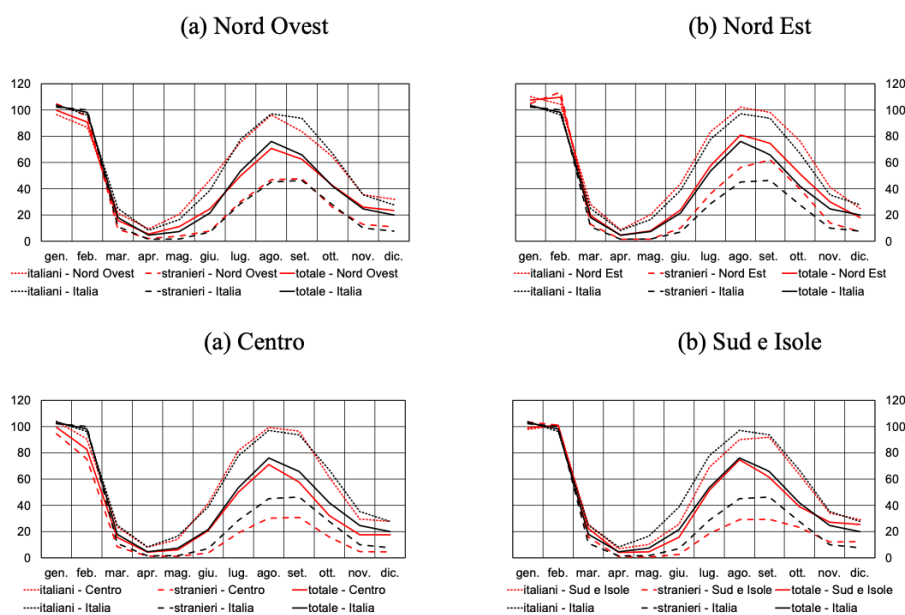 (a) Nord Ovest
120
100
80
60
40
20
0
gen. feb. mar. apr. mag. giu. lug. ago. set. ott. nov. dic.
italiani - Nord Ovest stranieri - Nord Ovest totale - Nord Ovest
italiani - Italia stranieri - Italia totale - Italia
(b) Nord Est
120
100
80
60
40
20
0
gen. feb. mar. apr. mag. giu. lug. ago. set. ott. nov. dic.
italiani - Nord Est stranieri - Nord Est totale - Nord Est
italiani - Italia stranieri - Italia totale - Italia
(a) Centro
120
100
80
60
40
20
0
gen. feb. mar. apr. mag. giu. lug. ago. set. ott. nov. dic.
italiani - Centro stranieri - Centro totale - Centro
italiani - Italia stranieri - Italia totale - Italia
(b) Sud e Isole
120
100
80
60
40
20
0
gen. feb. mar. apr. mag. giu. lug. ago. set. ott. nov. dic.
italiani - Sud e Isole stranieri - Sud e Isole totale - Sud e Isole
italiani - Italia stranieri - Italia totale - Italia